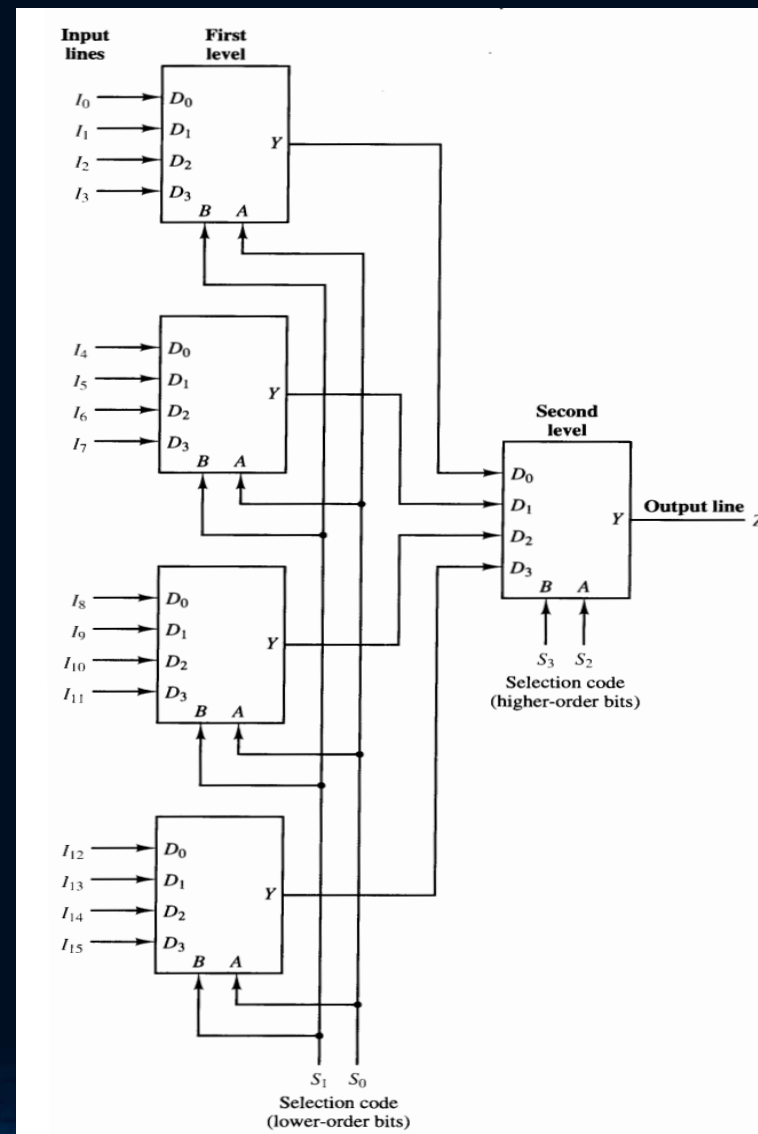 Input lines
First level
I0
D0
I1
D1
Y
I2
D2
I3
D3
B A
I4
D0
I5
D1
Y
I6
D2
I7
D3
B A
Second level
D0
D1
Output line
Y
Z
D2
D3
B A
S3 S2
Selection code
(higher-order bits)
I8
D0
I9
D1
Y
I10
D2
I11
D3
B A
I12
D0
I13
D1
Y
I14
D2
I15
D3
B A
S1 S0
Selection code
(lower-order bits)